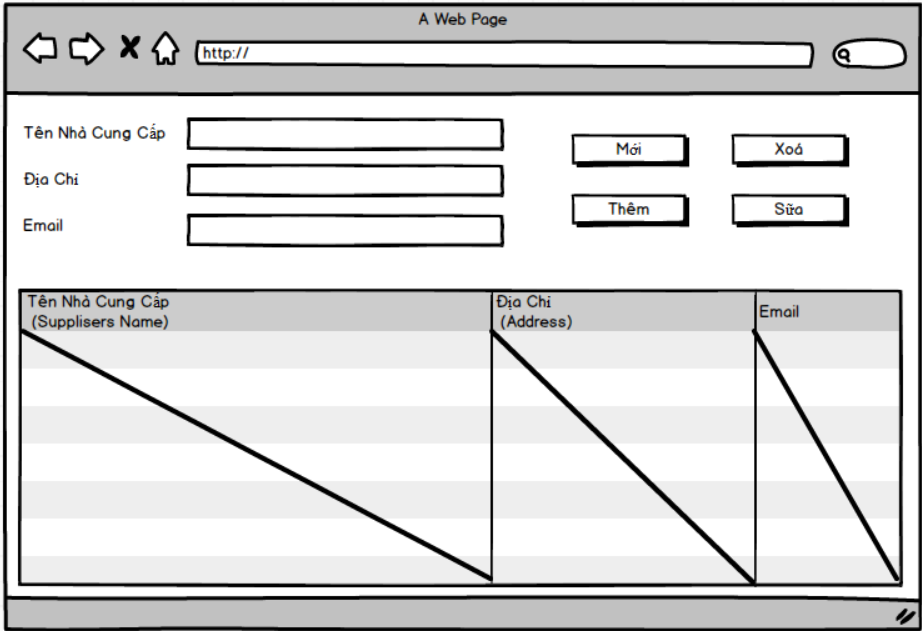 A Web Page
http://
Tên Nhà Cung Cấp
Mới
Xoá
Địa Chỉ
Thêm
Sữa
Email
Tên Nhà Cung Cấp
(Supplisers Name)
Địa Chỉ
(Address)
Email